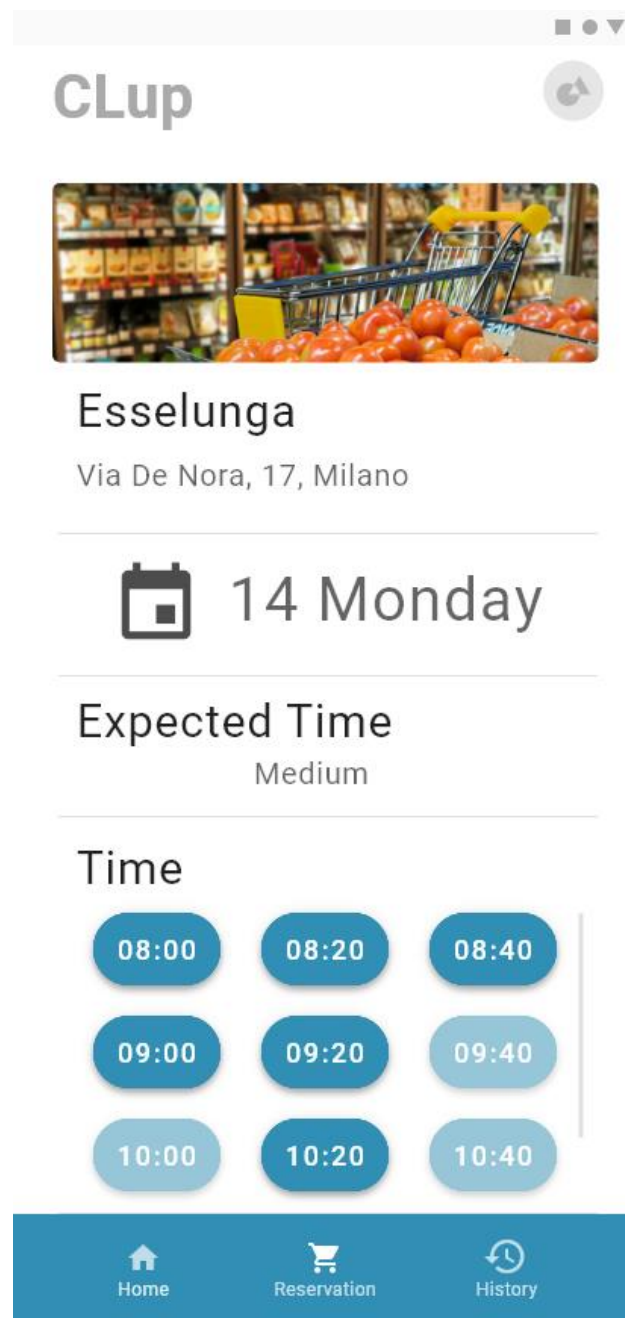 CLup
Esselunga
Via De Nora, 17, Milano
14 Monday
Expected Time
Medium
Time
08:00 08:20 08:40
09:00 09:20 09:40
10:00 10:20 10:40
Home Reservation History